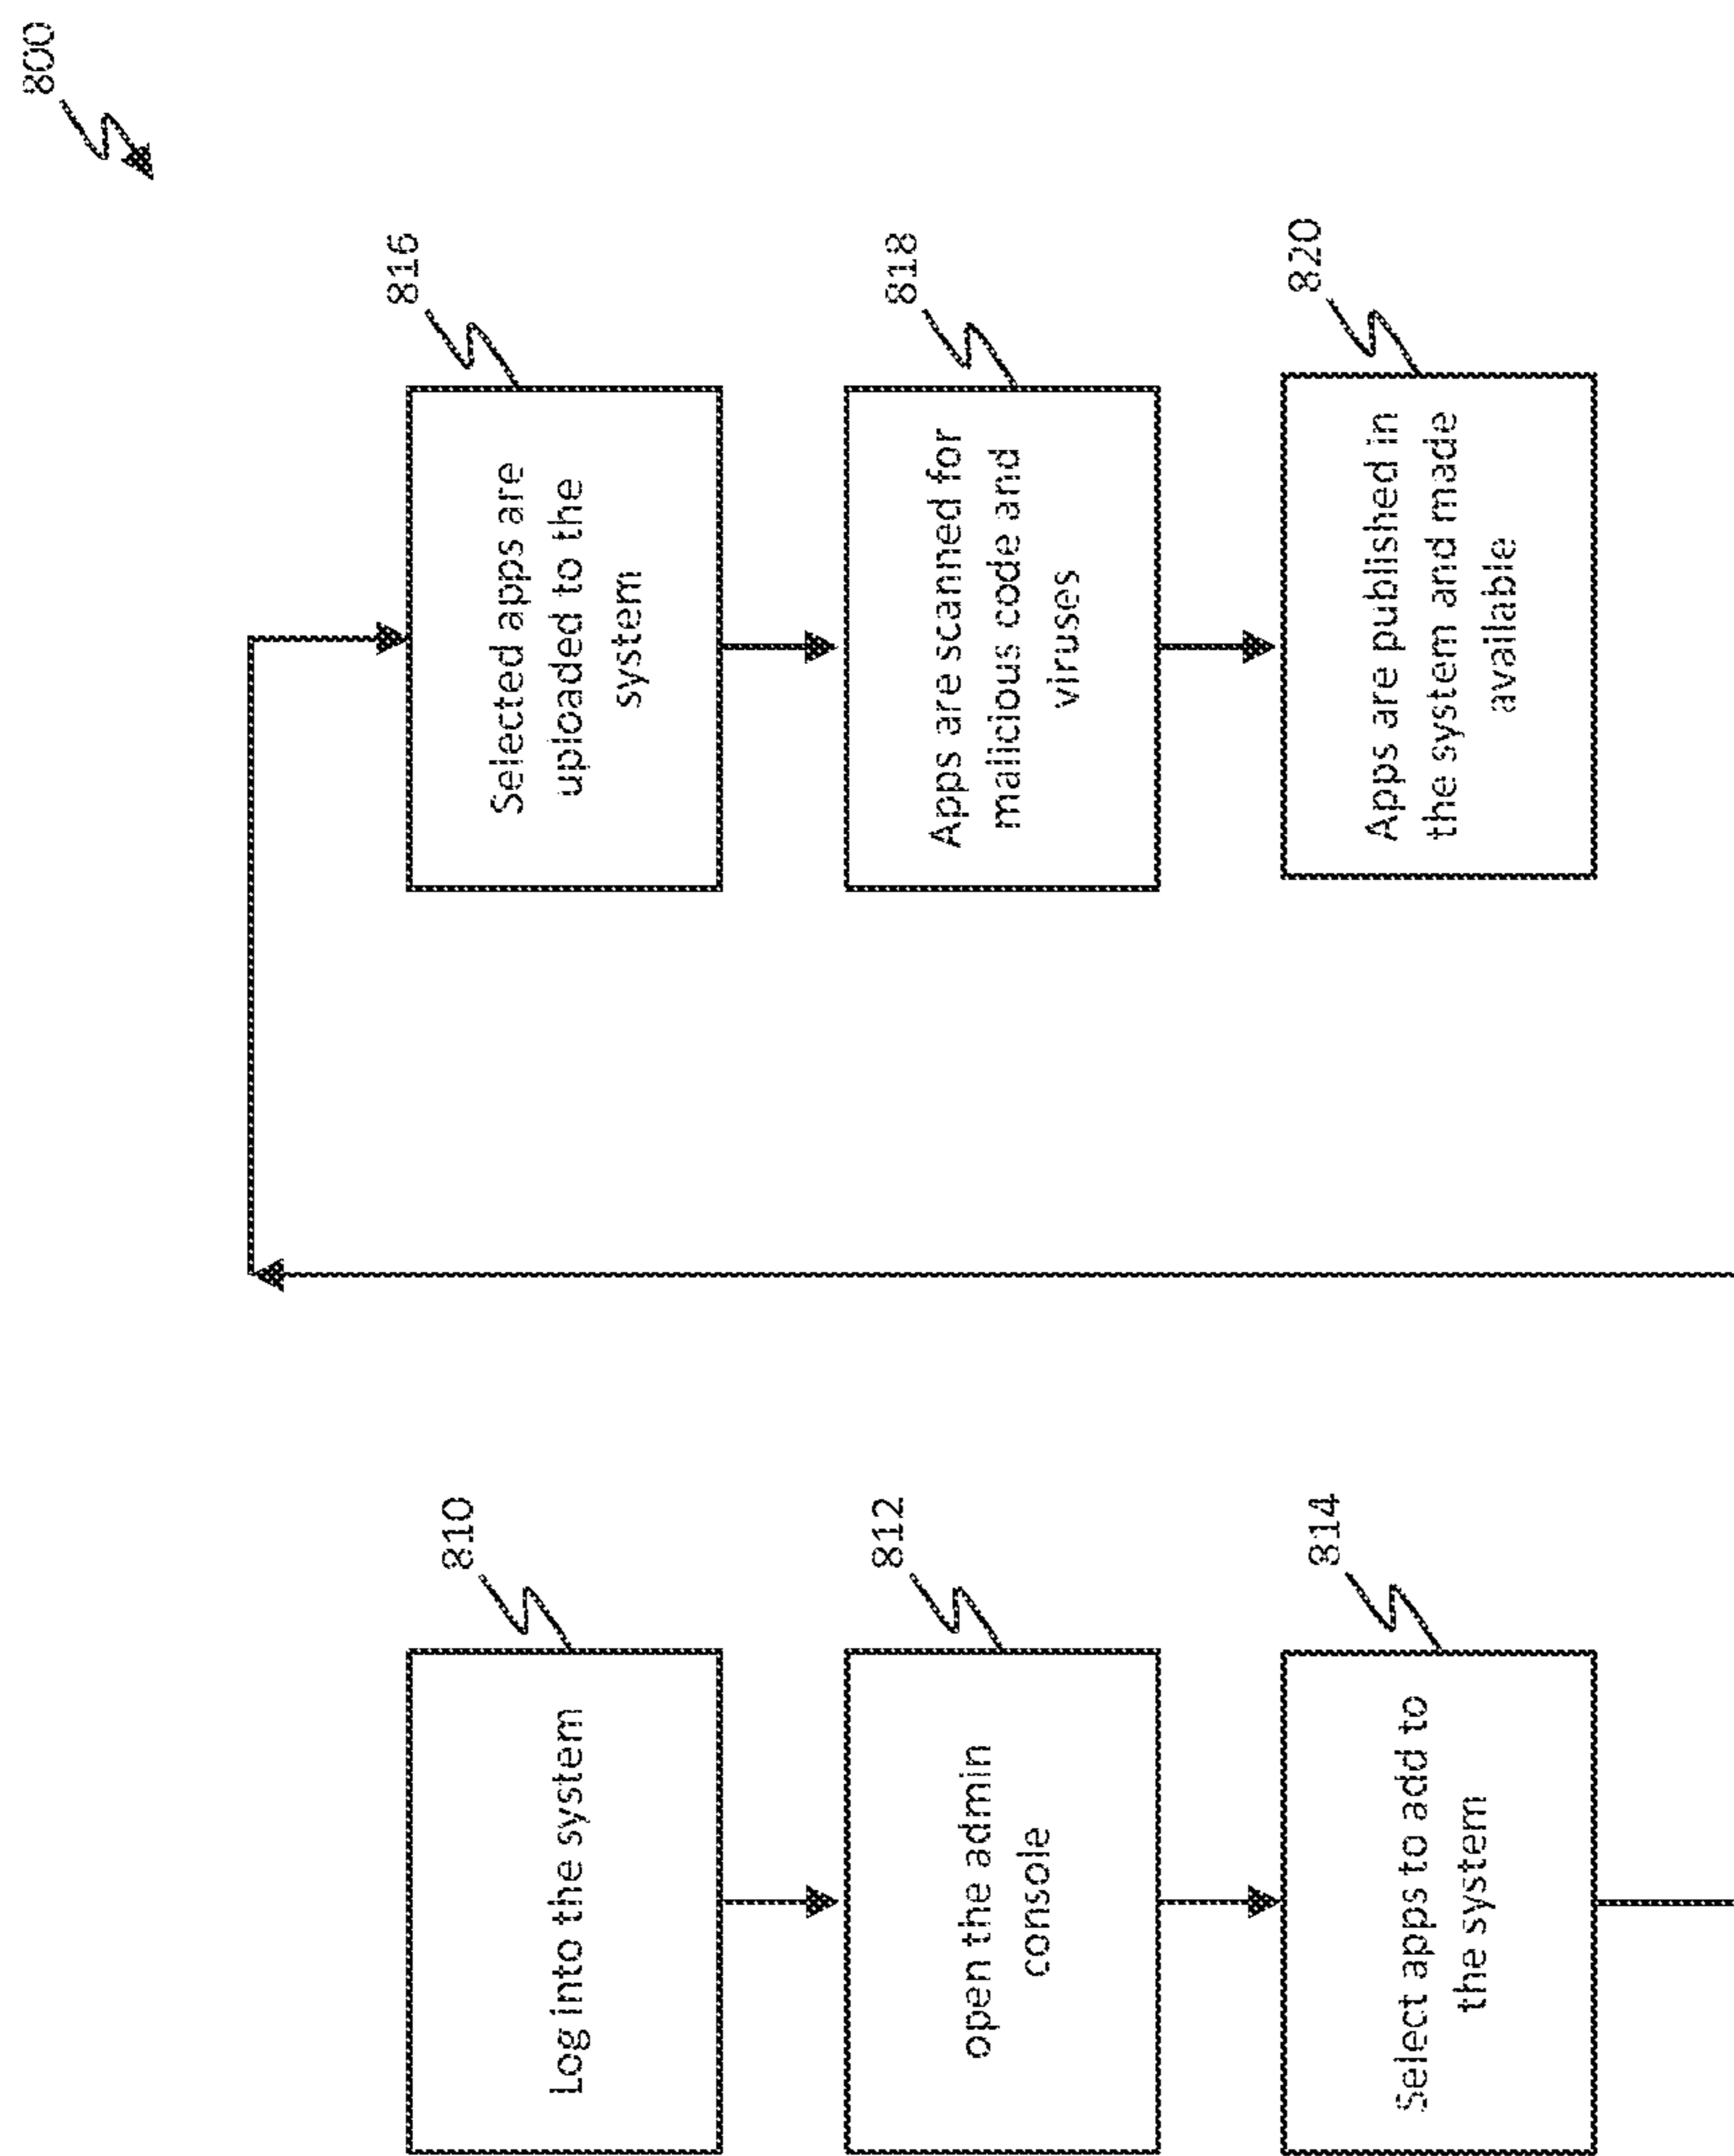 800
810
Log into the system
812
open the admin
console
814
Select apps to add to
the system
816
Selected apps are
uploaded to the
system
818
Apps are scanned for
malicious code and
viruses
820
Apps are published in
the system and made
available